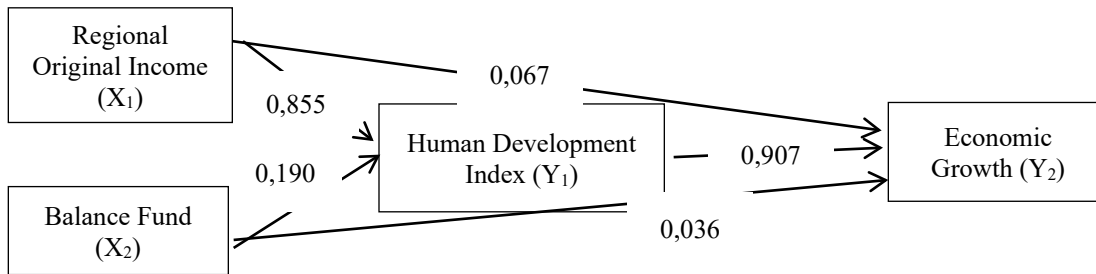 Regional
Original Income
(X₁)
0,067
0,855
Human Development
Index (Y₁)
0,907
Economic
Growth (Y₂)
0,190
Balance Fund
(X₂)
0,036